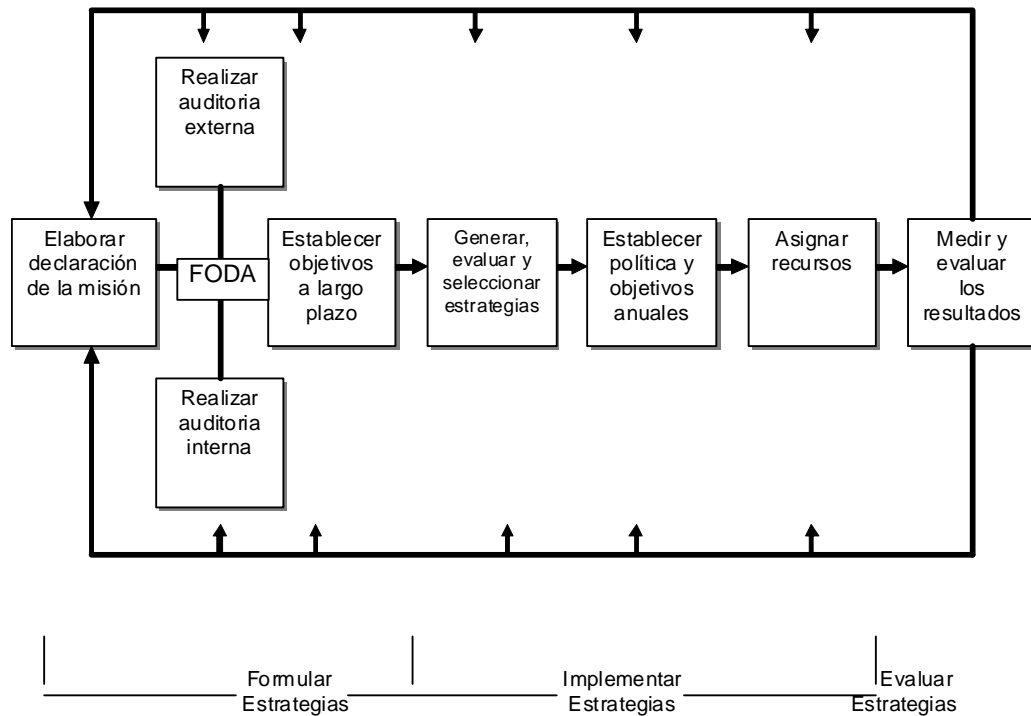 Realizar
auditoria
externa
Elaborar
declaración
de la misión
FODA
Establecer
objetivos
a largo
plazo
Generar,
evaluar y
seleccionar
estrategias
Establecer
política y
objetivos
anuales
Asignar
recursos
Medir y
evaluar
los
resultados
Realizar
auditoria
interna
Formular
Estrategias
Implementar
Estrategias
Evaluar
Estrategias